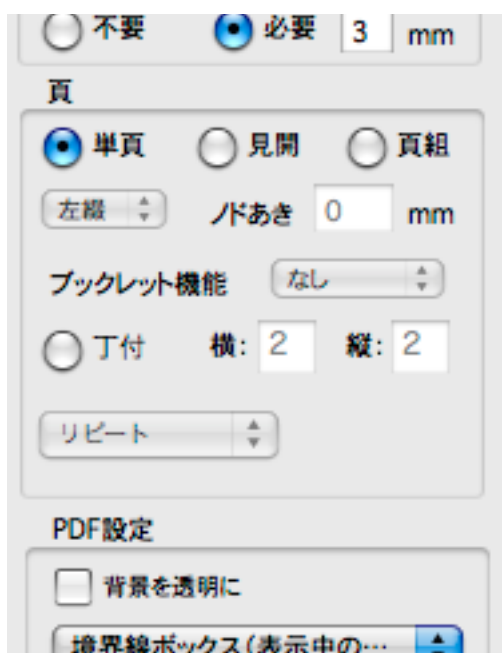 不要 必要 3 mm
頁
単頁 見開 頁組
左綴 ノドあき 0 mm
ブックレット機能 なし
丁付 横: 2 縦: 2
リピート
PDF設定
背景を透明に
境界線ボックス(表示中の…